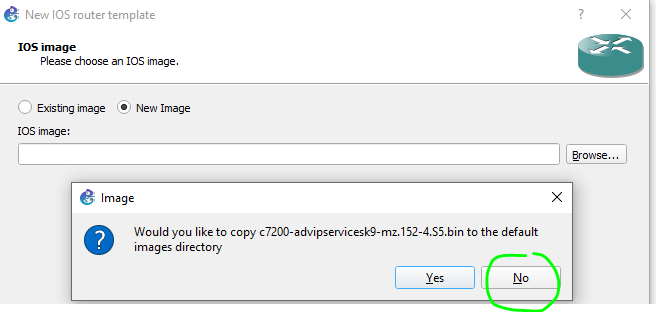 New IOS router template
IOS image
Please choose an IOS image.
Existing image
New Image
IOS image:
Browse...
Image
Would you like to copy c7200-advipservicesk9-mz.152-4.S5.bin to the default
images directory
Yes
No